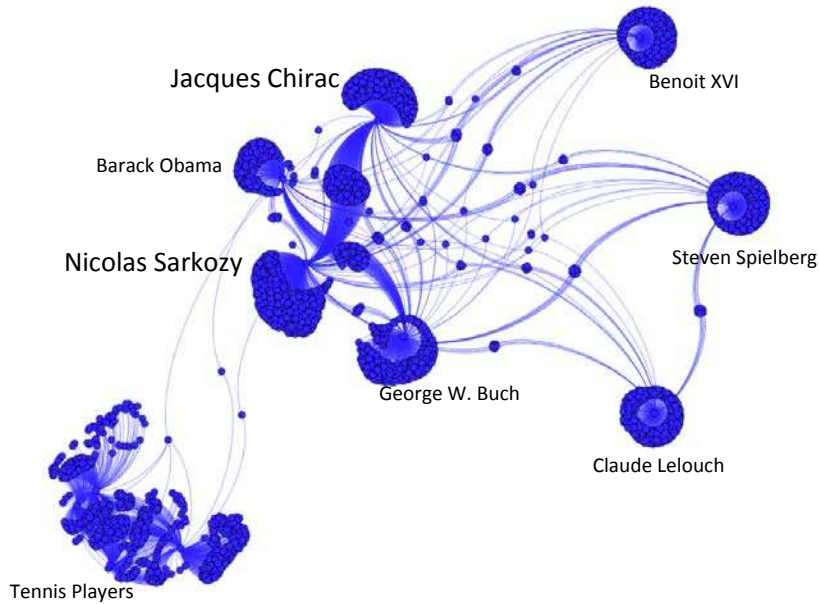 Benoit XVI
Jacques Chirac
Barack Obama
Nicolas Sarkozy
Steven Spielberg
George W. Buch
Claude Lelouch
Tennis Players